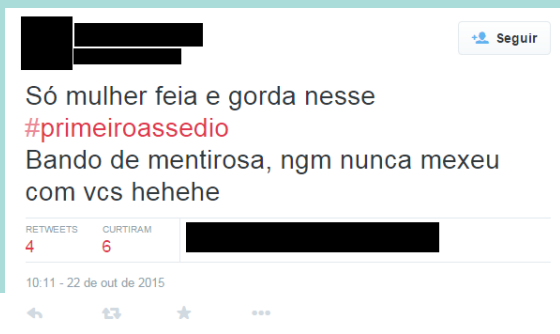 Seguir
Só mulher feia e gorda nesse
#primeiroassedio
Bando de mentirosa, ngm nunca mexeu
com vcs hehehe
RETWEETS CURTIRAM
4 6
10:11 - 22 de out de 2015